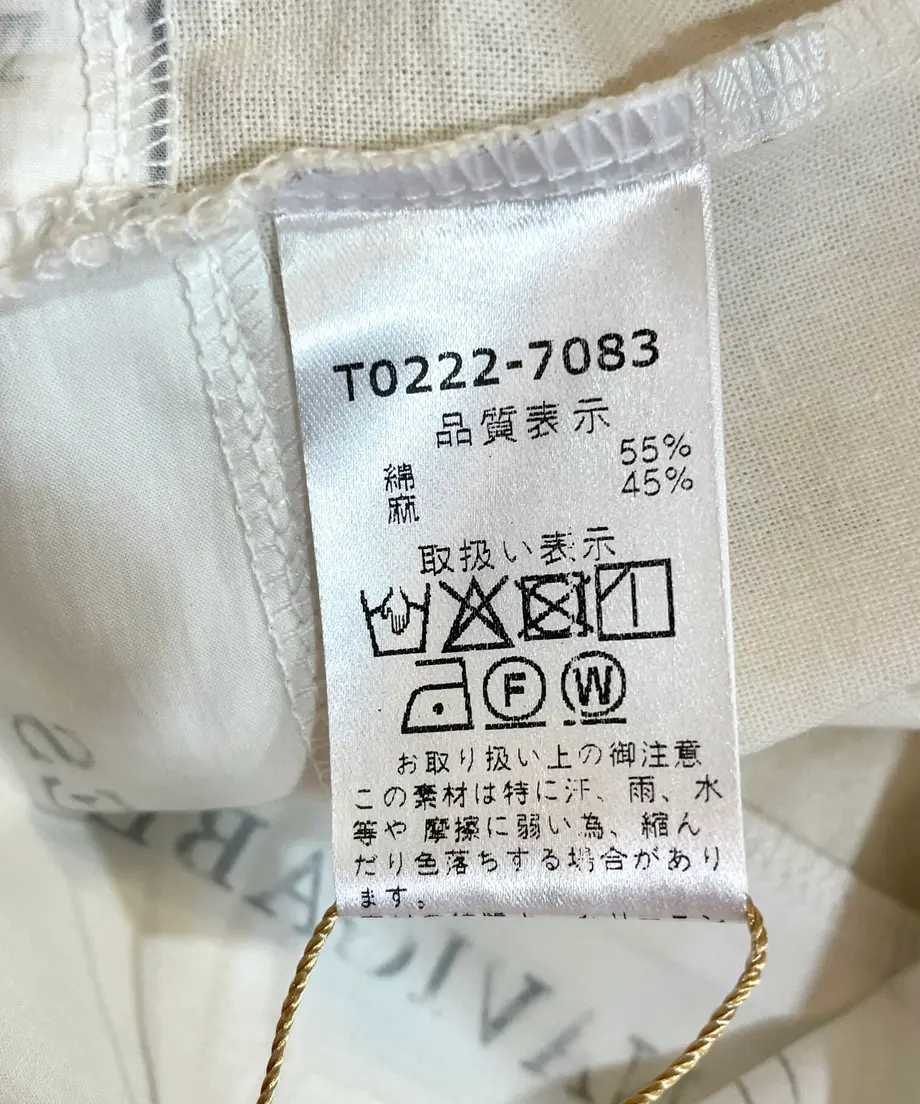 T0222-7083
品質表示
綿 55%
麻 45%
取扱い表示
F W
お取り扱い上の御注意
この素材は特に汗、雨、水
等や 摩擦に弱い為、縮ん
だり色落ちする場合があり
ます。